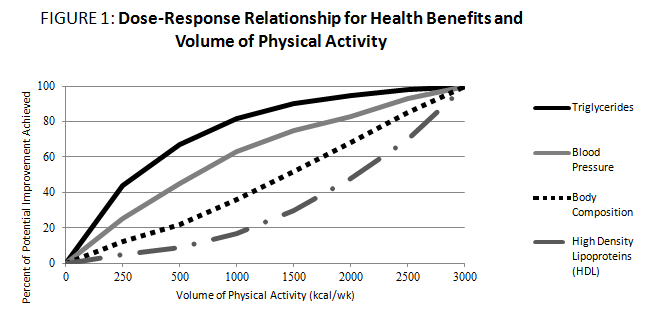 FIGURE 1: Dose-Response Relationship for Health Benefits and
Volume of Physical Activity
Percent of Potential Improvement Achieved
100
80
60
40
20
0
0 250 500 1000 1500 2000 2500 3000
Volume of Physical Activity (kcal/wk)
Triglycerides
Blood
Pressure
Body
Composition
High Density
Lipoproteins
(HDL)